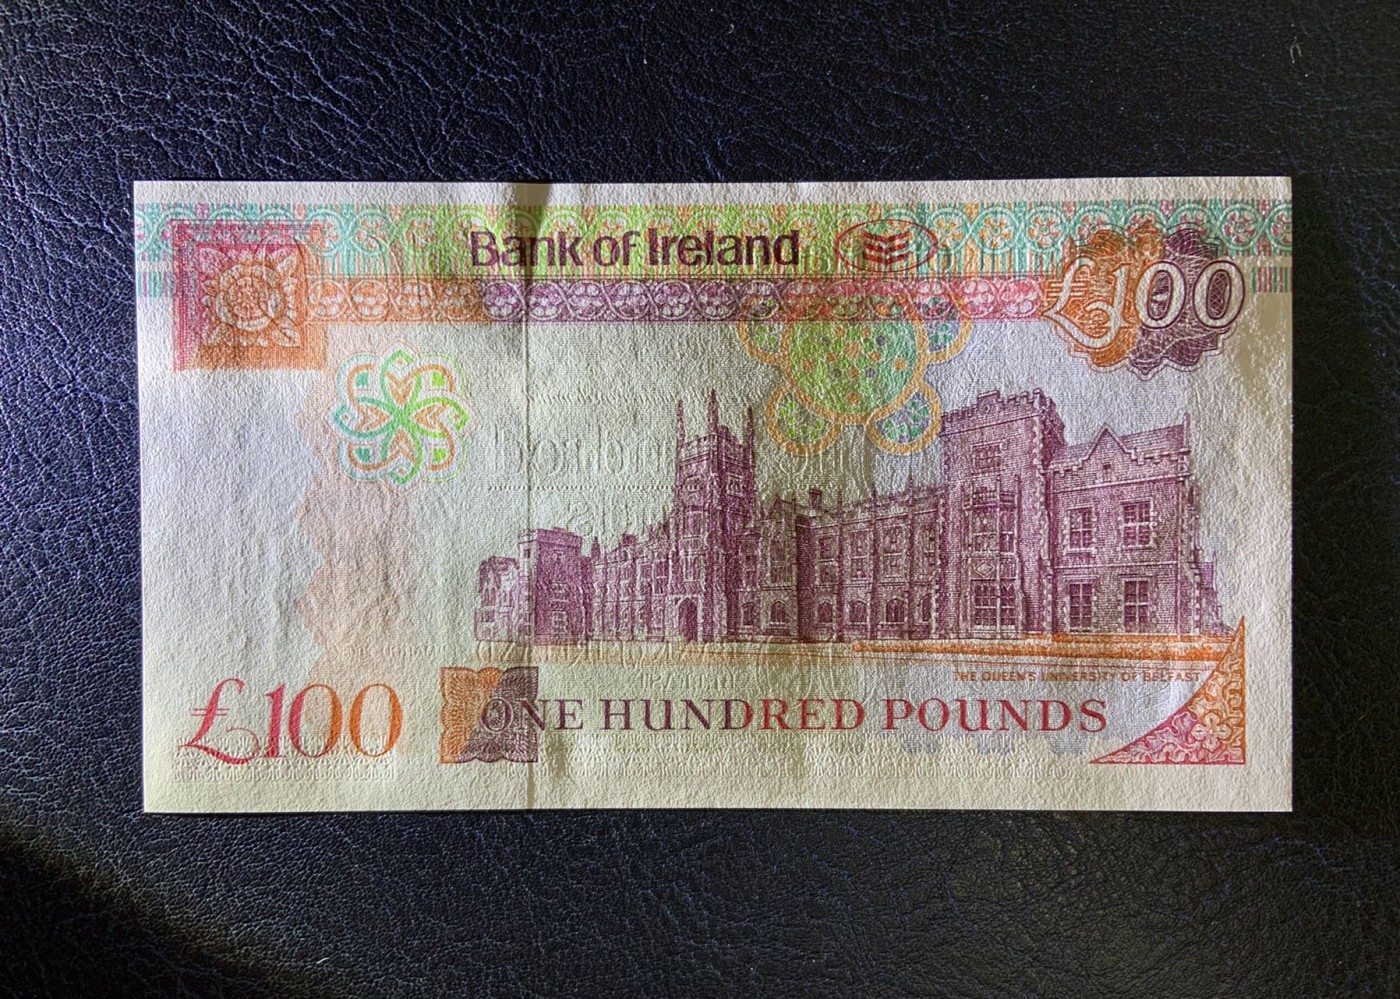 Bank of Ireland
£100
THE QUEEN'S UNIVERSITY OF BELFAST
£100
ONE HUNDRED POUNDS